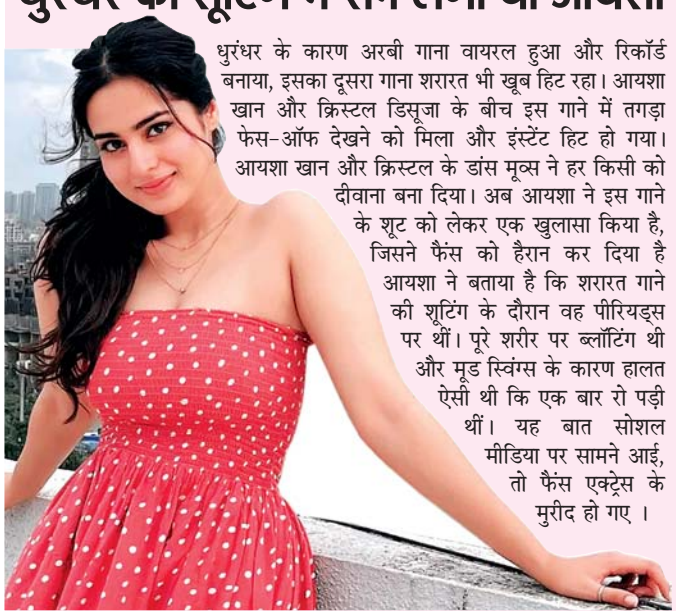 धुरंधर के कारण अरबी गाना वायरल हुआ और रिकॉर्ड
बनाया, इसका दूसरा गाना शरारत भी खूब हिट रहा। आयशा
खान और क्रिस्टल डिसूजा के बीच इस गाने में तगड़ा
फेस-ऑफ देखने को मिला और इंस्टेंट हिट हो गया।
आयशा खान और क्रिस्टल के डांस मूव्स ने हर किसी को
दीवाना बना दिया। अब आयशा ने इस गाने
के शूट को लेकर एक खुलासा किया है,
जिसने फैंस को हैरान कर दिया है
आयशा ने बताया है कि शरारत गाने
की शूटिंग के दौरान वह पीरियड्स
पर थीं। पूरे शरीर पर ब्लॉटिंग थी
और मूड स्विंग्स के कारण हालत
ऐसी थी कि एक बार रो पड़ी
थीं। यह बात सोशल
मीडिया पर सामने आई,
तो फैंस एक्ट्रेस के
मुरीद हो गए ।